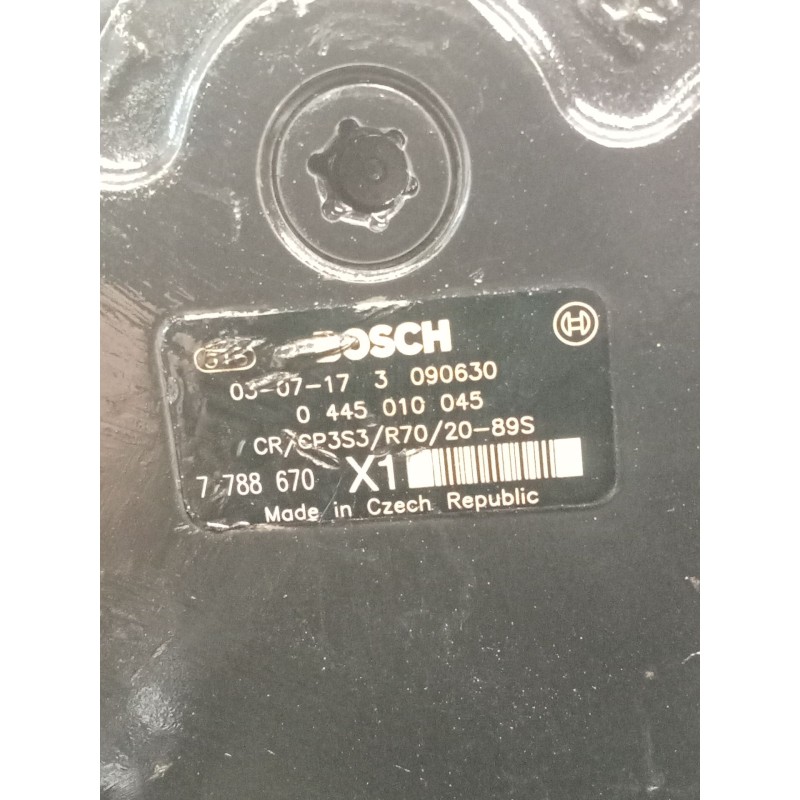 BOSCH
03-07-17 3 090630
0 445 010 045
CR/CP3S3/R70/20-89S
7 788 670 X1
Made in Czech Republic